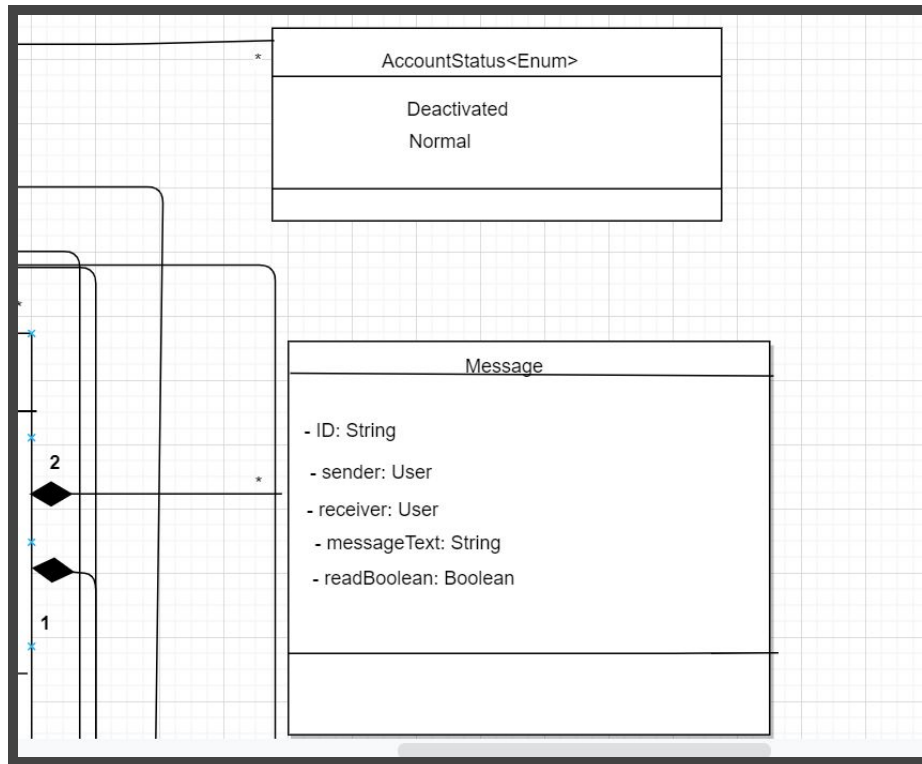 *
AccountStatus<Enum>
Deactivated
Normal
*
Message
- ID: String
- sender: User
2
*
- receiver: User
- messageText: String
- readBoolean: Boolean
1